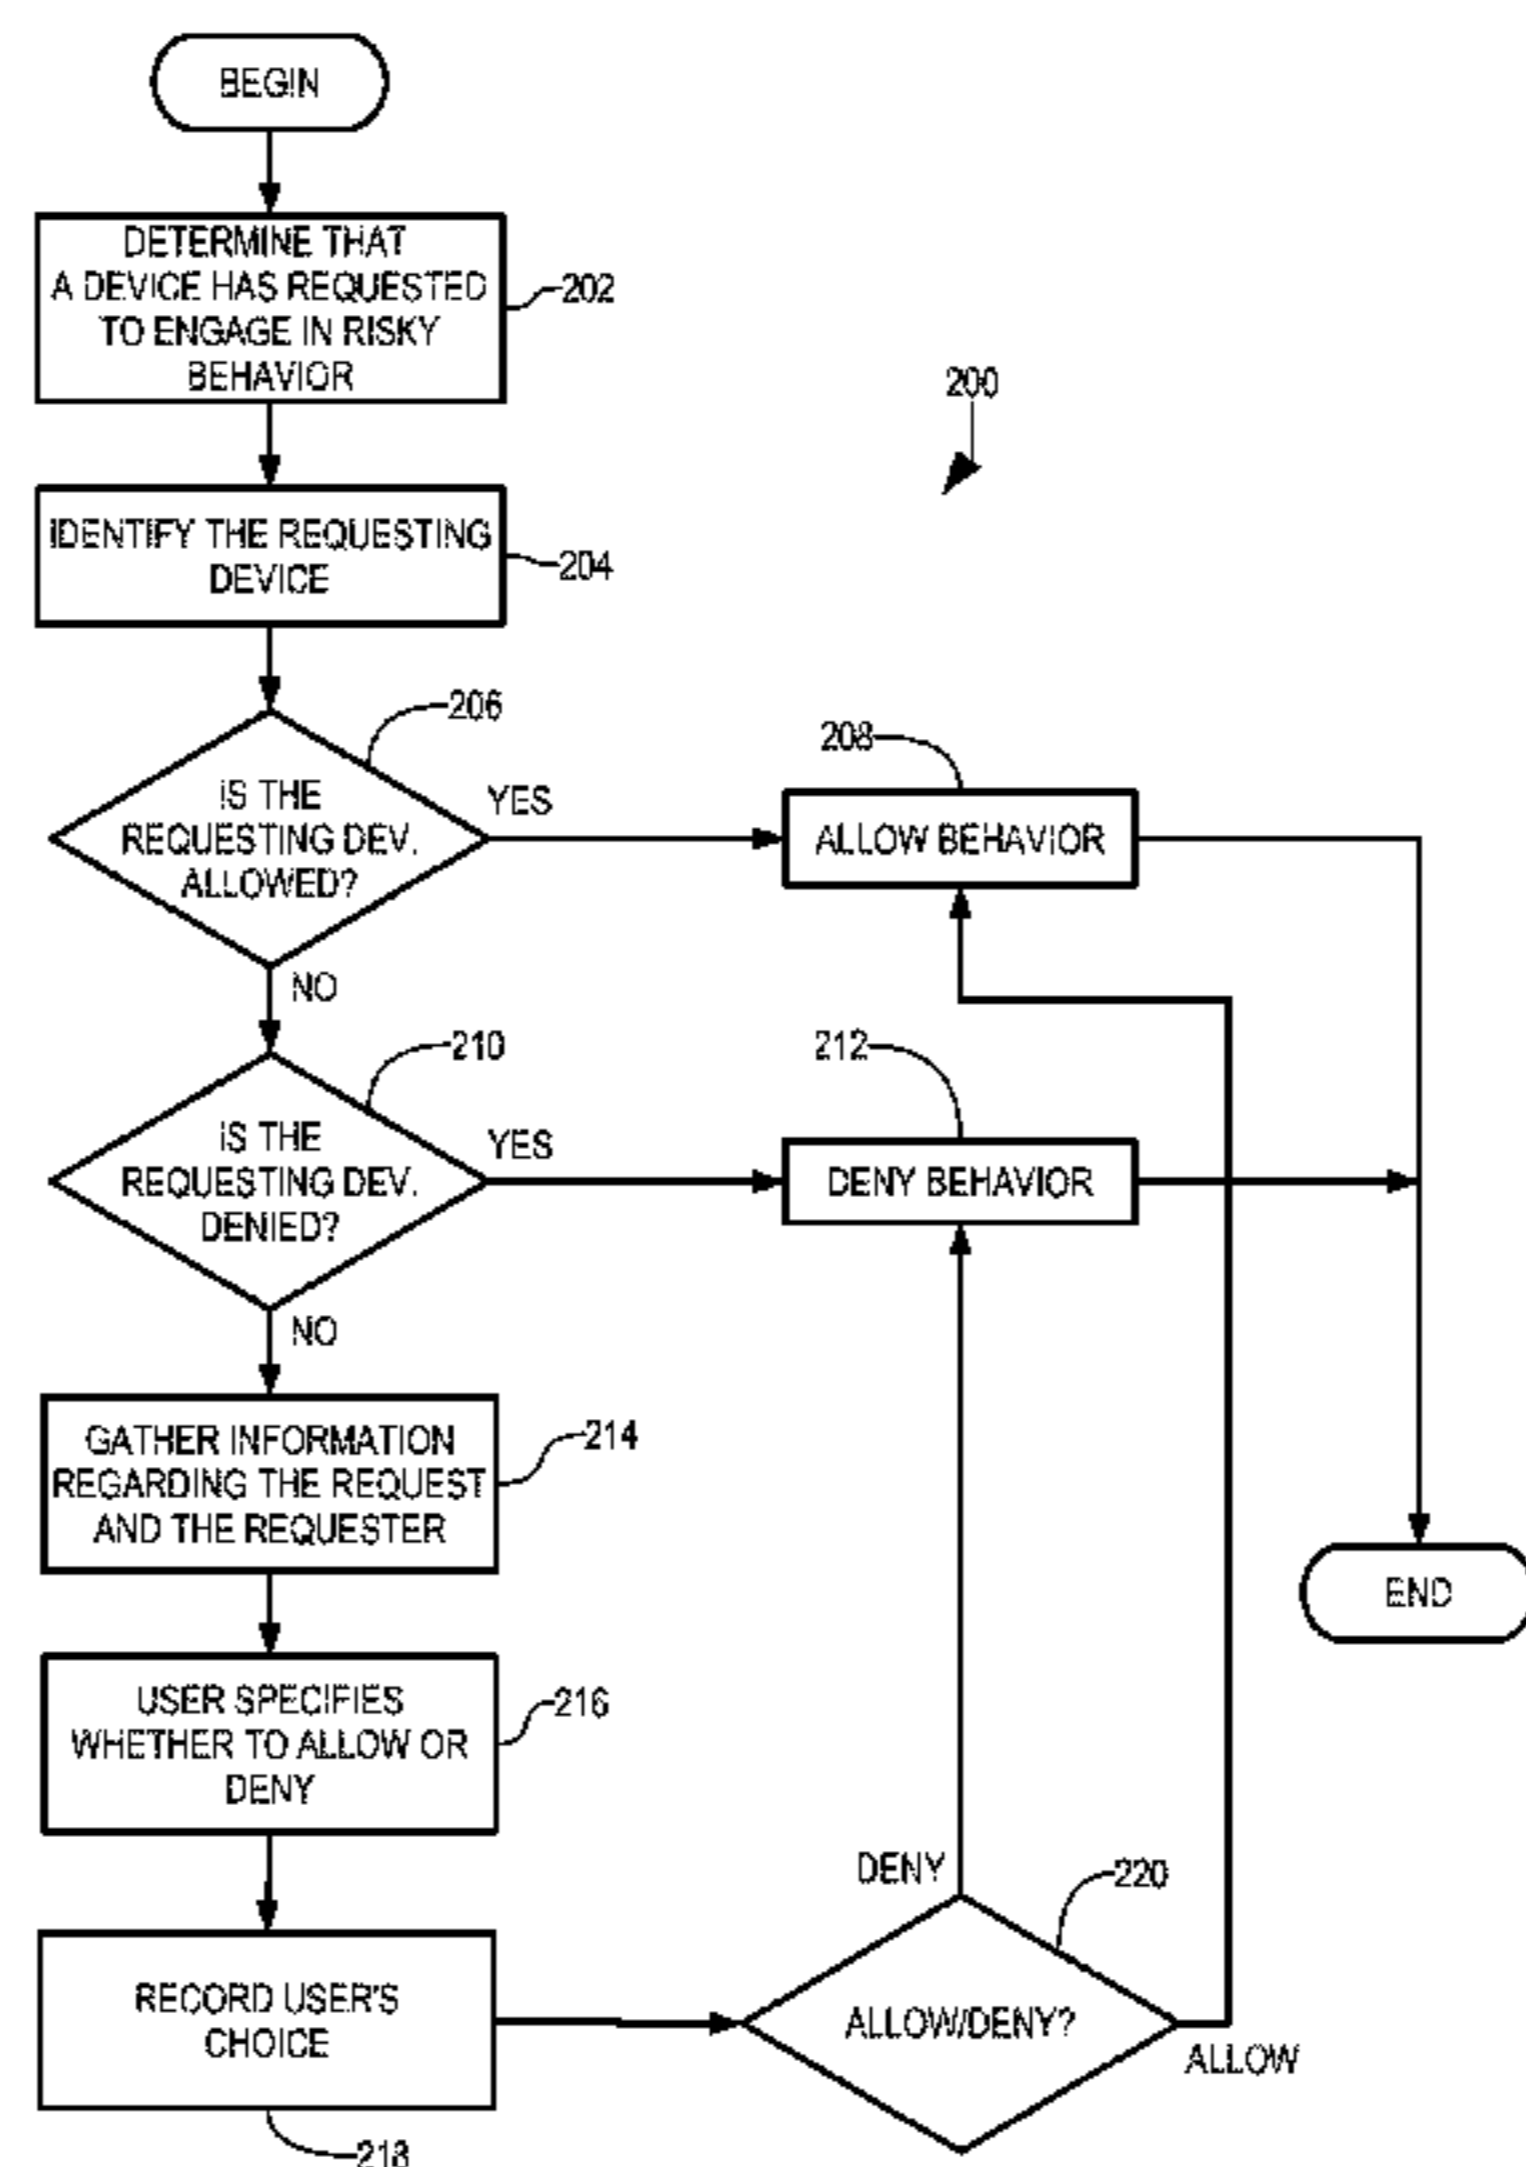 BEGIN
DETERMINE THAT
A DEVICE HAS REQUESTED
TO ENGAGE IN RISKY
BEHAVIOR
202
200
IDENTIFY THE REQUESTING
DEVICE
204
206
IS THE
REQUESTING DEV.
ALLOWED?
YES
NO
208
ALLOW BEHAVIOR
210
IS THE
REQUESTING DEV.
DENIED?
YES
NO
212
DENY BEHAVIOR
214
GATHER INFORMATION
REGARDING THE REQUEST
AND THE REQUESTER
END
216
USER SPECIFIES
WHETHER TO ALLOW OR
DENY
RECORD USER'S
CHOICE
218
DENY
220
ALLOW/DENY?
ALLOW